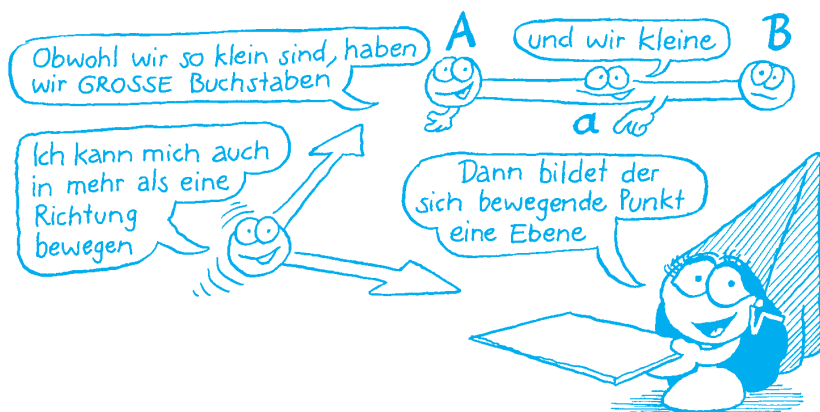 Obwohl wir so klein sind, haben
wir GROSSE Buchstaben
A
und wir kleine
B
a
Ich kann mich auch
in mehr als eine
Richtung
bewegen
Dann bildet der
sich bewegende Punkt
eine Ebene